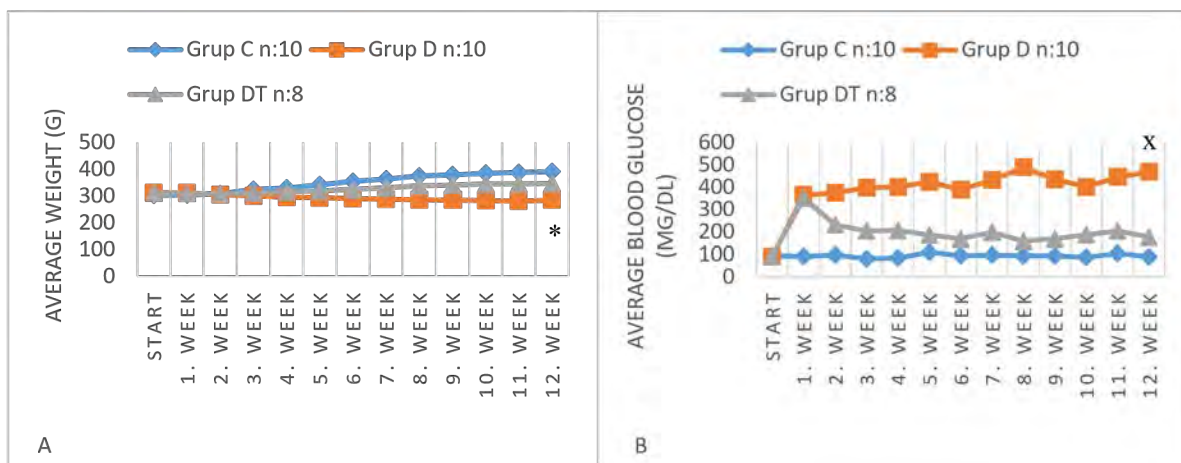 Grup C n:10
Grup D n:10
Grup DT n:8
AVERAGE WEIGHT (G)
500
400
300
200
100
0
*
START
1. WEEK
2. WEEK
3. WEEK
4. WEEK
5. WEEK
6. WEEK
7. WEEK
8. WEEK
9. WEEK
10. WEEK
11. WEEK
12. WEEK
A
Grup C n:10
Grup D n:10
Grup DT n:8
AVERAGE BLOOD GLUCOSE
(MG/DL)
600
500
400
300
200
100
0
x
START
1. WEEK
2. WEEK
3. WEEK
4. WEEK
5. WEEK
6. WEEK
7. WEEK
8. WEEK
9. WEEK
10. WEEK
11. WEEK
12. WEEK
B